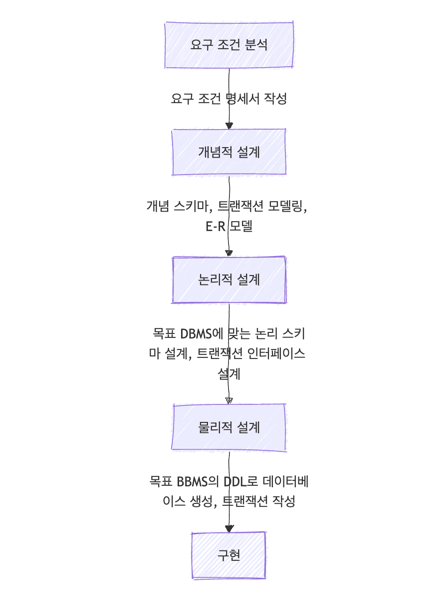 요구 조건 분석
요구 조건 명세서 작성
개념적 설계
개념 스키마, 트랜잭션 모델링,
E-R 모델
논리적 설계
목표 DBMS에 맞는 논리 스키
마 설계, 트랜잭션 인터페이스
설계
물리적 설계
목표 BBMS의 DDL로 데이터베
이스 생성, 트랜잭션 작성
구현